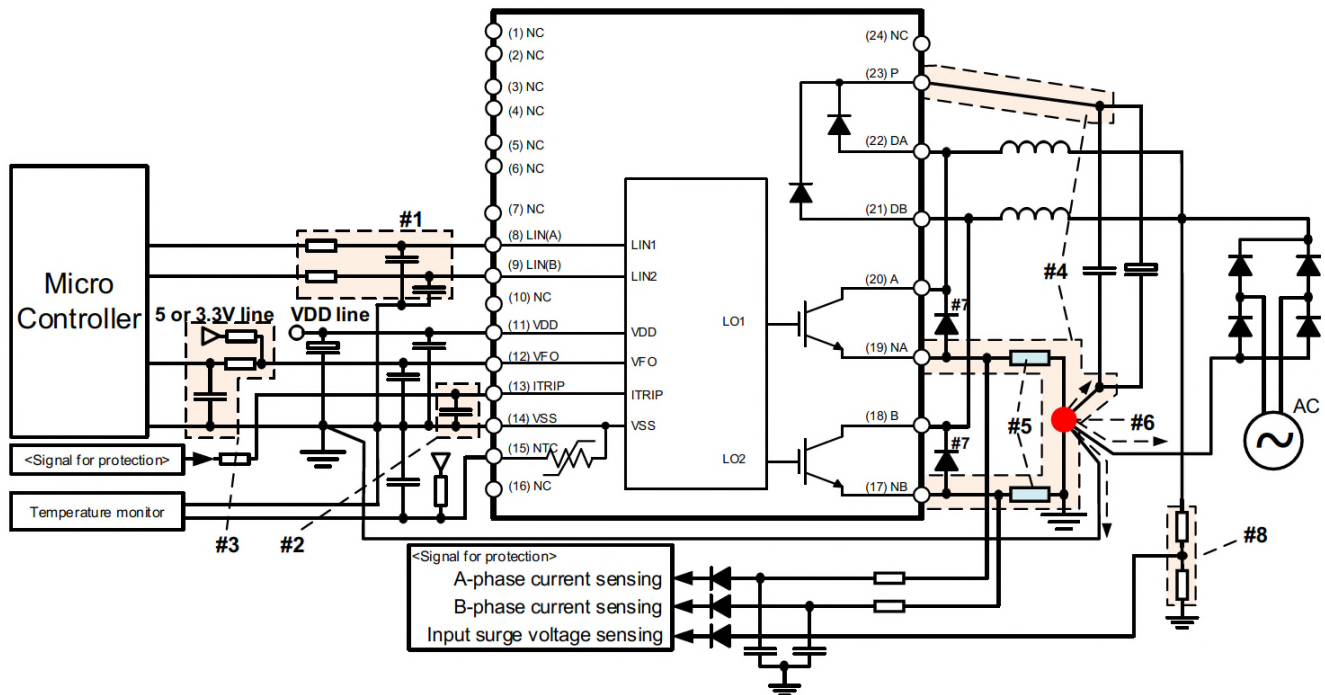 (1) NC
(2) NC
(3) NC
(4) NC
(5) NC
(6) NC
(7) NC
(8) LIN(A)
(9) LIN(B)
(10) NC
(11) VDD
(12) VFO
(13) ITRIP
(14) VSS
(15) NTC
(16) NC
(24) NC
(23) P
(22) DA
(21) DB
(20) A
(19) NA
(18) B
(17) NB
LIN1
LIN2
VDD
VFO
ITRIP
VSS
LO1
LO2
Micro
Controller
#1
5 or 3.3V line
VDD line
<Signal for protection>
Temperature monitor
#3
#2
#4
#7
#5
#6
#7
AC
#8
<Signal for protection>
A-phase current sensing
B-phase current sensing
Input surge voltage sensing